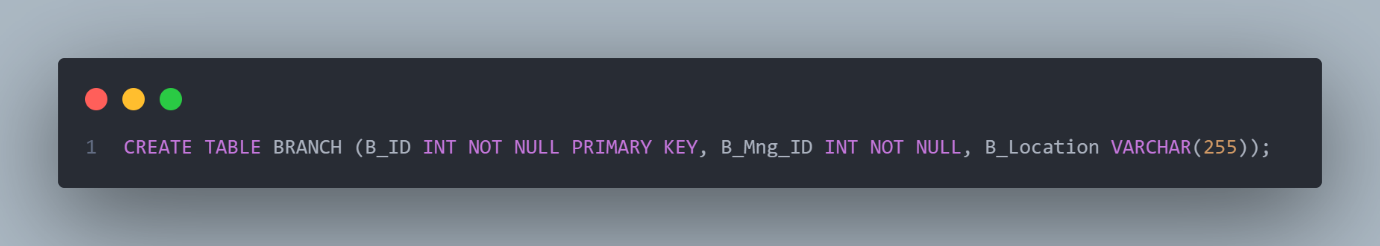 1 CREATE TABLE BRANCH (B_ID INT NOT NULL PRIMARY KEY, B_Mng_ID INT NOT NULL, B_Location VARCHAR(255));